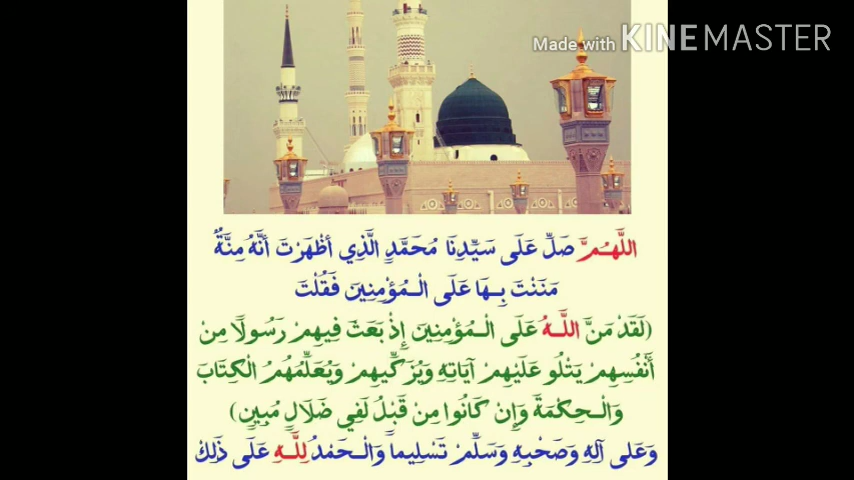 Made with KINEMASTER
اللَّهُمَّ صَلِّ عَلَى سَيِّدِنَا مُحَمَّدٍ الَّذِي أَظْهَرْتَ أَنَّهُ مِنَّةٌ
مَنَنْتَ بِهَا عَلَى الْمُؤْمِنِينَ فَقُلْتَ
(لَقَدْ مَنَّ اللَّهُ عَلَى الْمُؤْمِنِينَ إِذْ بَعَثَ فِيهِمْ رَسُولًا مِنْ
أَنْفُسِهِمْ يَتْلُو عَلَيْهِمْ آيَاتِهِ وَيُزَكِّيهِمْ وَيُعَلِّمُهُمُ الْكِتَابَ
وَالْحِكْمَةَ وَإِنْ كَانُوا مِنْ قَبْلُ لَفِي ضَلَالٍ مُبِينٍ)
وَعَلَى آلِهِ وَصَحْبِهِ وَسَلِّمْ تَسْلِيماً وَالْحَمْدُ لِلَّهِ عَلَى ذَلِكَ